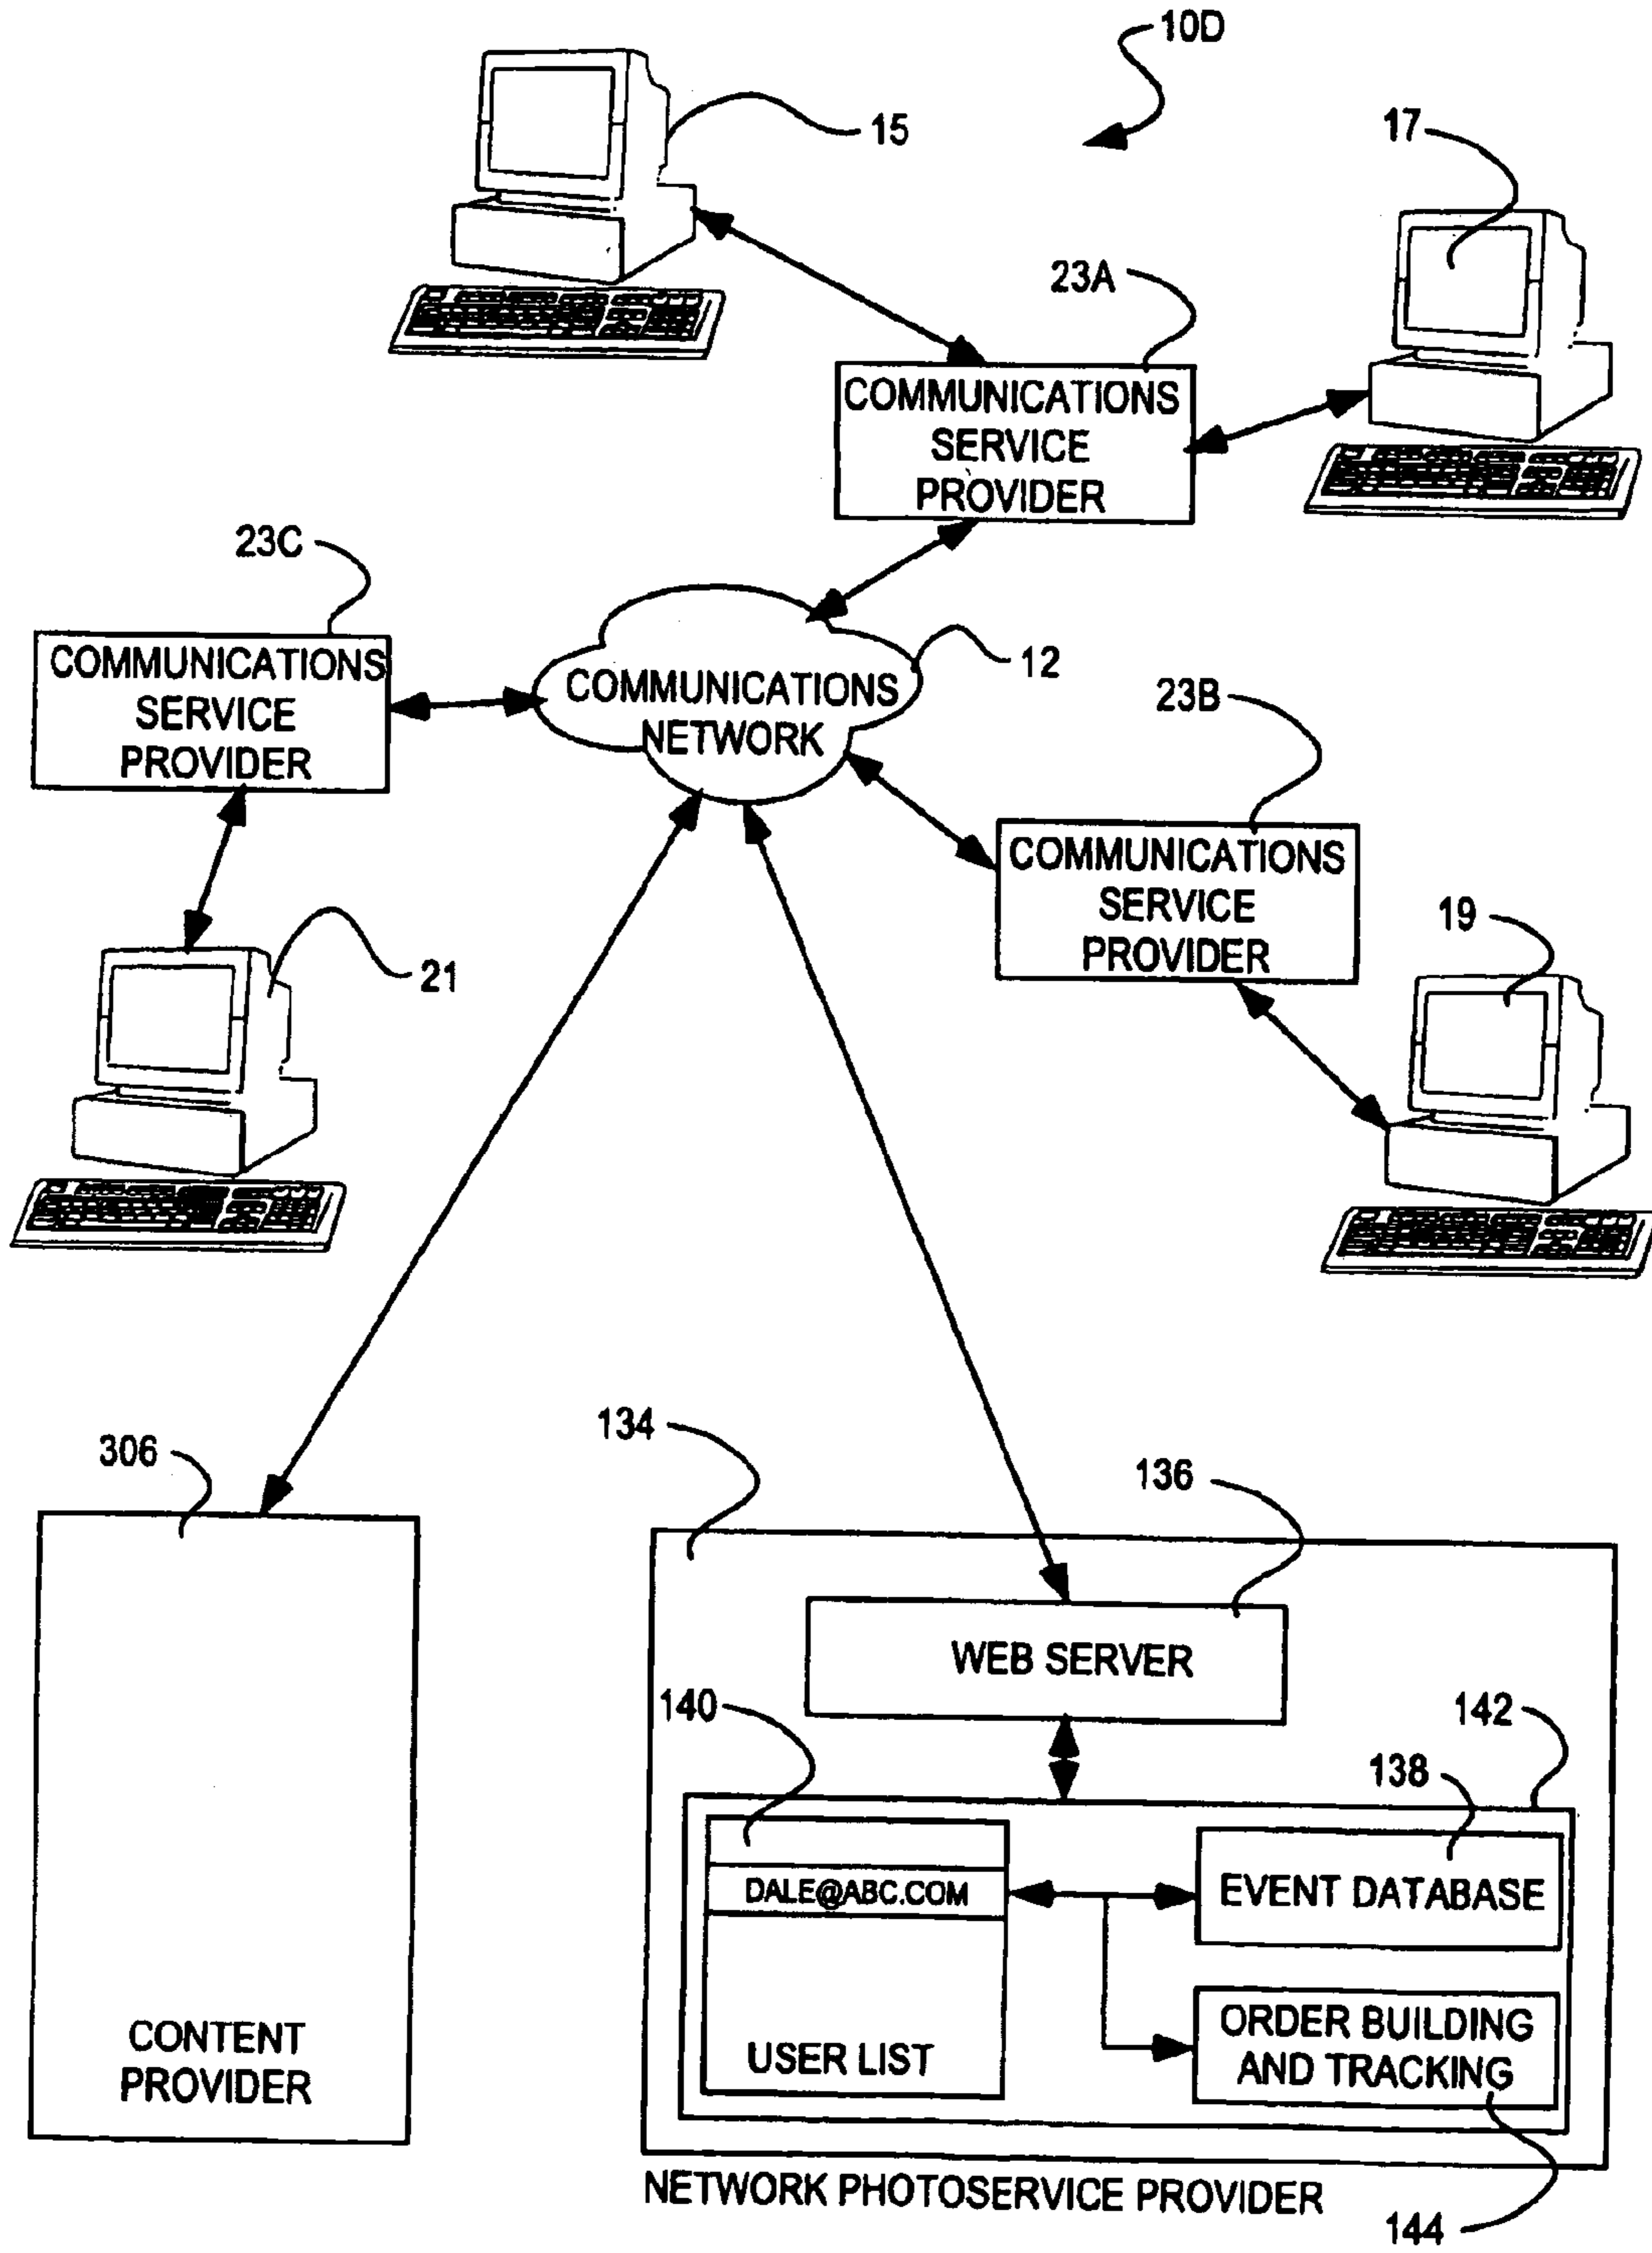 10D
15
17
23A
COMMUNICATIONS
SERVICE
PROVIDER
23C
COMMUNICATIONS
SERVICE
PROVIDER
COMMUNICATIONS
NETWORK
12
23B
COMMUNICATIONS
SERVICE
PROVIDER
21
19
306
134
136
WEB SERVER
140
142
138
DALE@ABC.COM
EVENT DATABASE
ORDER BUILDING
AND TRACKING
USER LIST
CONTENT
PROVIDER
NETWORK PHOTOSERVICE PROVIDER
144